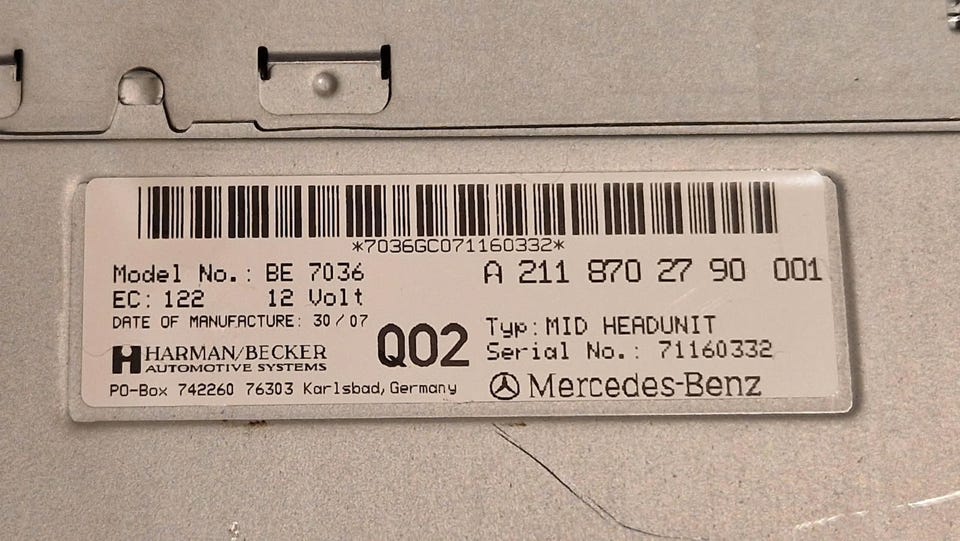 *7036GC071160332*
Model No.: BE 7036
A 211 870 27 90 001
EC: 122 12 Volt
DATE OF MANUFACTURE: 30/07
Q02
Typ: MID HEADUNIT
HARMAN/BECKER
AUTOMOTIVE SYSTEMS
Serial No.: 71160332
PO-Box 742260 76303 Karlsbad, Germany
Mercedes-Benz